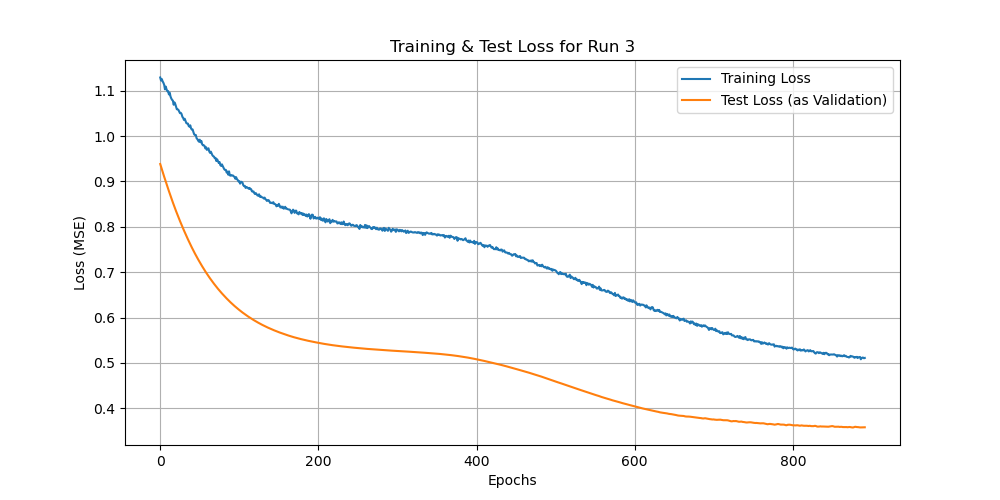 Training & Test Loss for Run 3
Training Loss
Test Loss (as Validation)
Loss (MSE)
1.1
1.0
0.9
0.8
0.7
0.6
0.5
0.4
0 200 400 600 800
Epochs